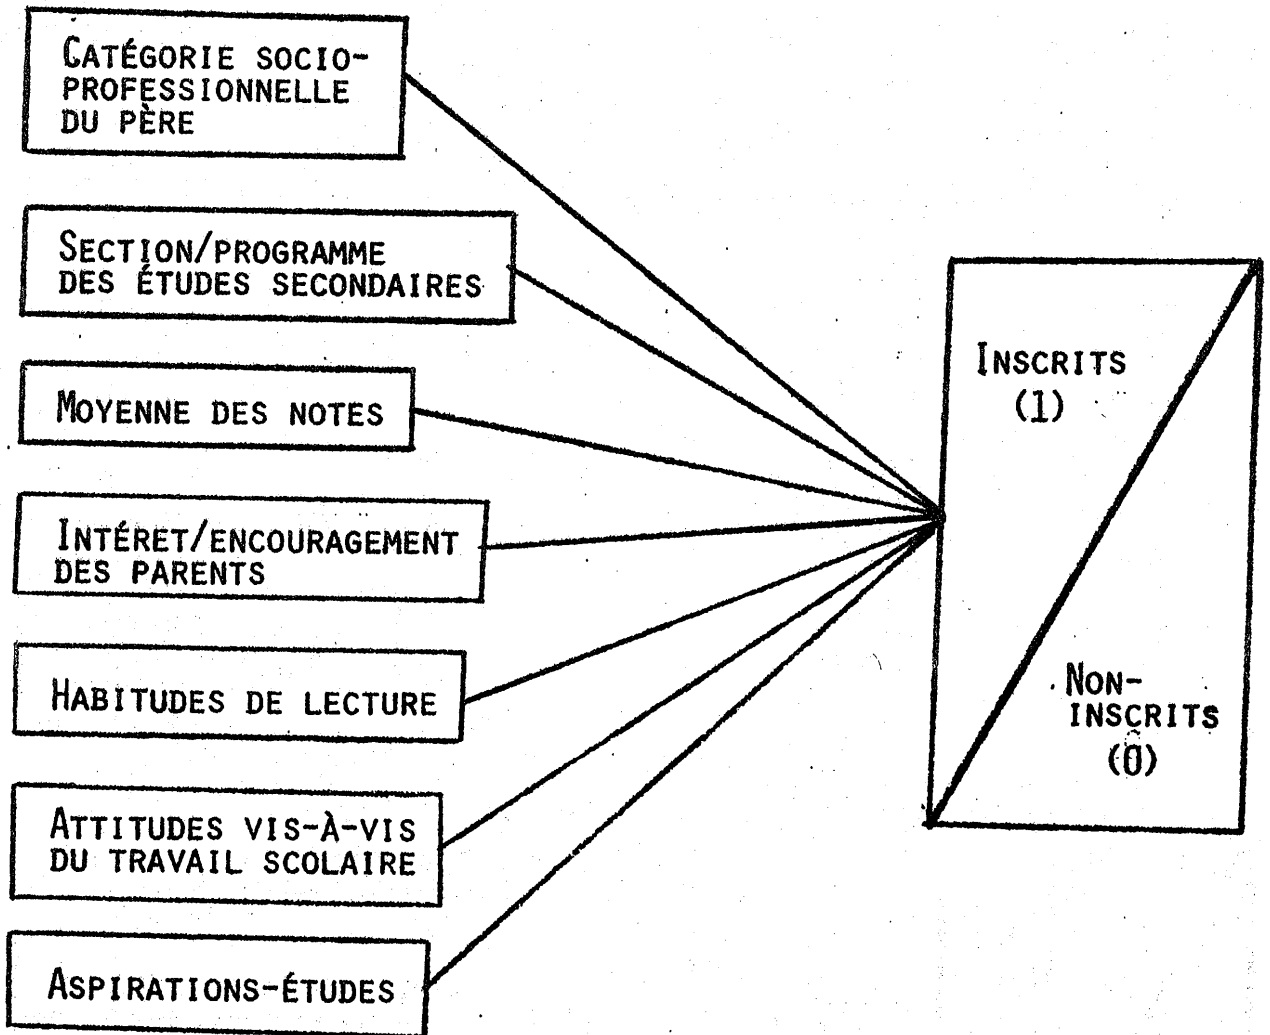 CATÉGORIE SOCIO-
PROFESSIONNELLE
DU PÈRE
SECTION/PROGRAMME
DES ÉTUDES SECONDAIRES
MOYENNE DES NOTES
INTÉRET/ENCOURAGEMENT
DES PARENTS
HABITUDES DE LECTURE
ATTITUDES VIS-À-VIS
DU TRAVAIL SCOLAIRE
ASPIRATIONS-ÉTUDES
INSCRITS
(1)
NON-
INSCRITS
(0)